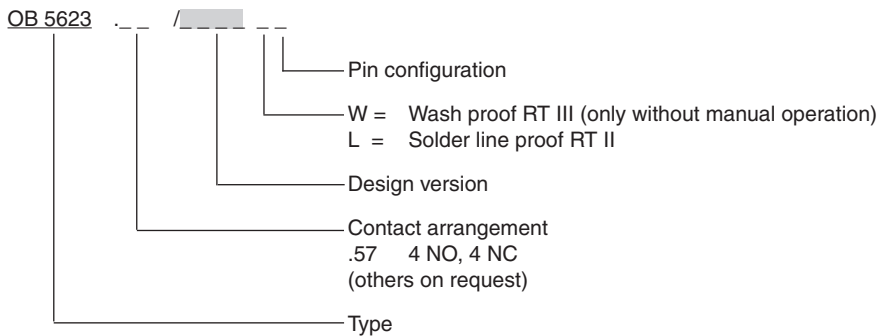 OB 5623 ._ _ /_ _ _ _ _ _
Pin configuration
W = Wash proof RT III (only without manual operation)
L = Solder line proof RT II
Design version
Contact arrangement
.57 4 NO, 4 NC
(others on request)
Type